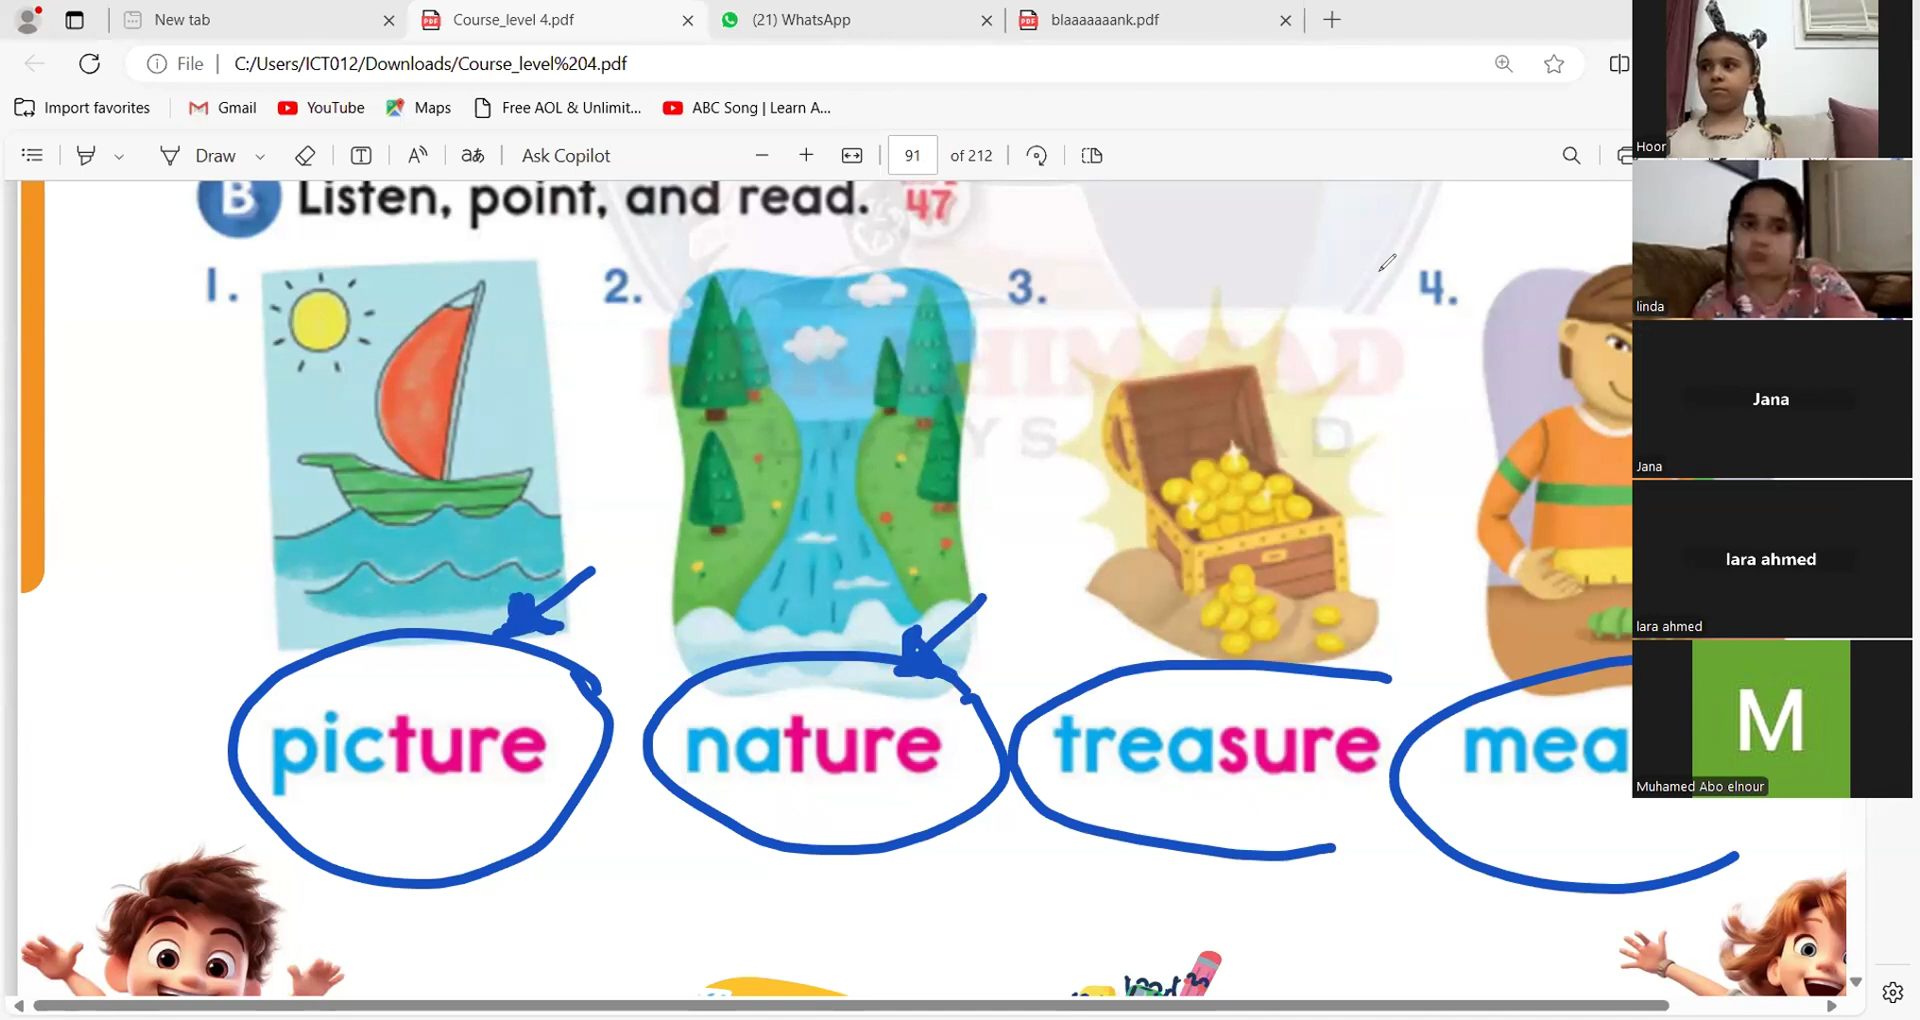 New tab
Course_level 4.pdf
(21) WhatsApp
blaaaaaaank.pdf
File
C:/Users/ICT012/Downloads/Course_level%204.pdf
Import favorites
Gmail
YouTube
Maps
Free AOL & Unlimit...
ABC Song | Learn A...
Draw
Ask Copilot
91
of 212
B
Listen, point, and read.
47
1.
2.
3.
4.
picture
nature
treasure
mea
Hoor
linda
Jana
Jana
lara ahmed
lara ahmed
M
Muhamed Abo elnour